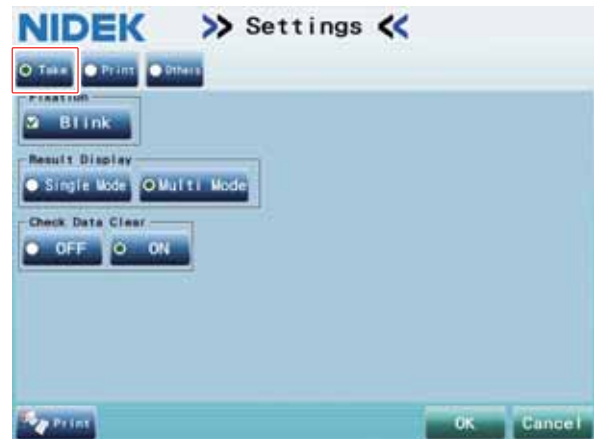 NIDEK >> Settings <<
Take Print Others
Fixation
Blink
Result Display
Single Mode Multi Mode
Check Data Clear
OFF ON
Print OK Cancel